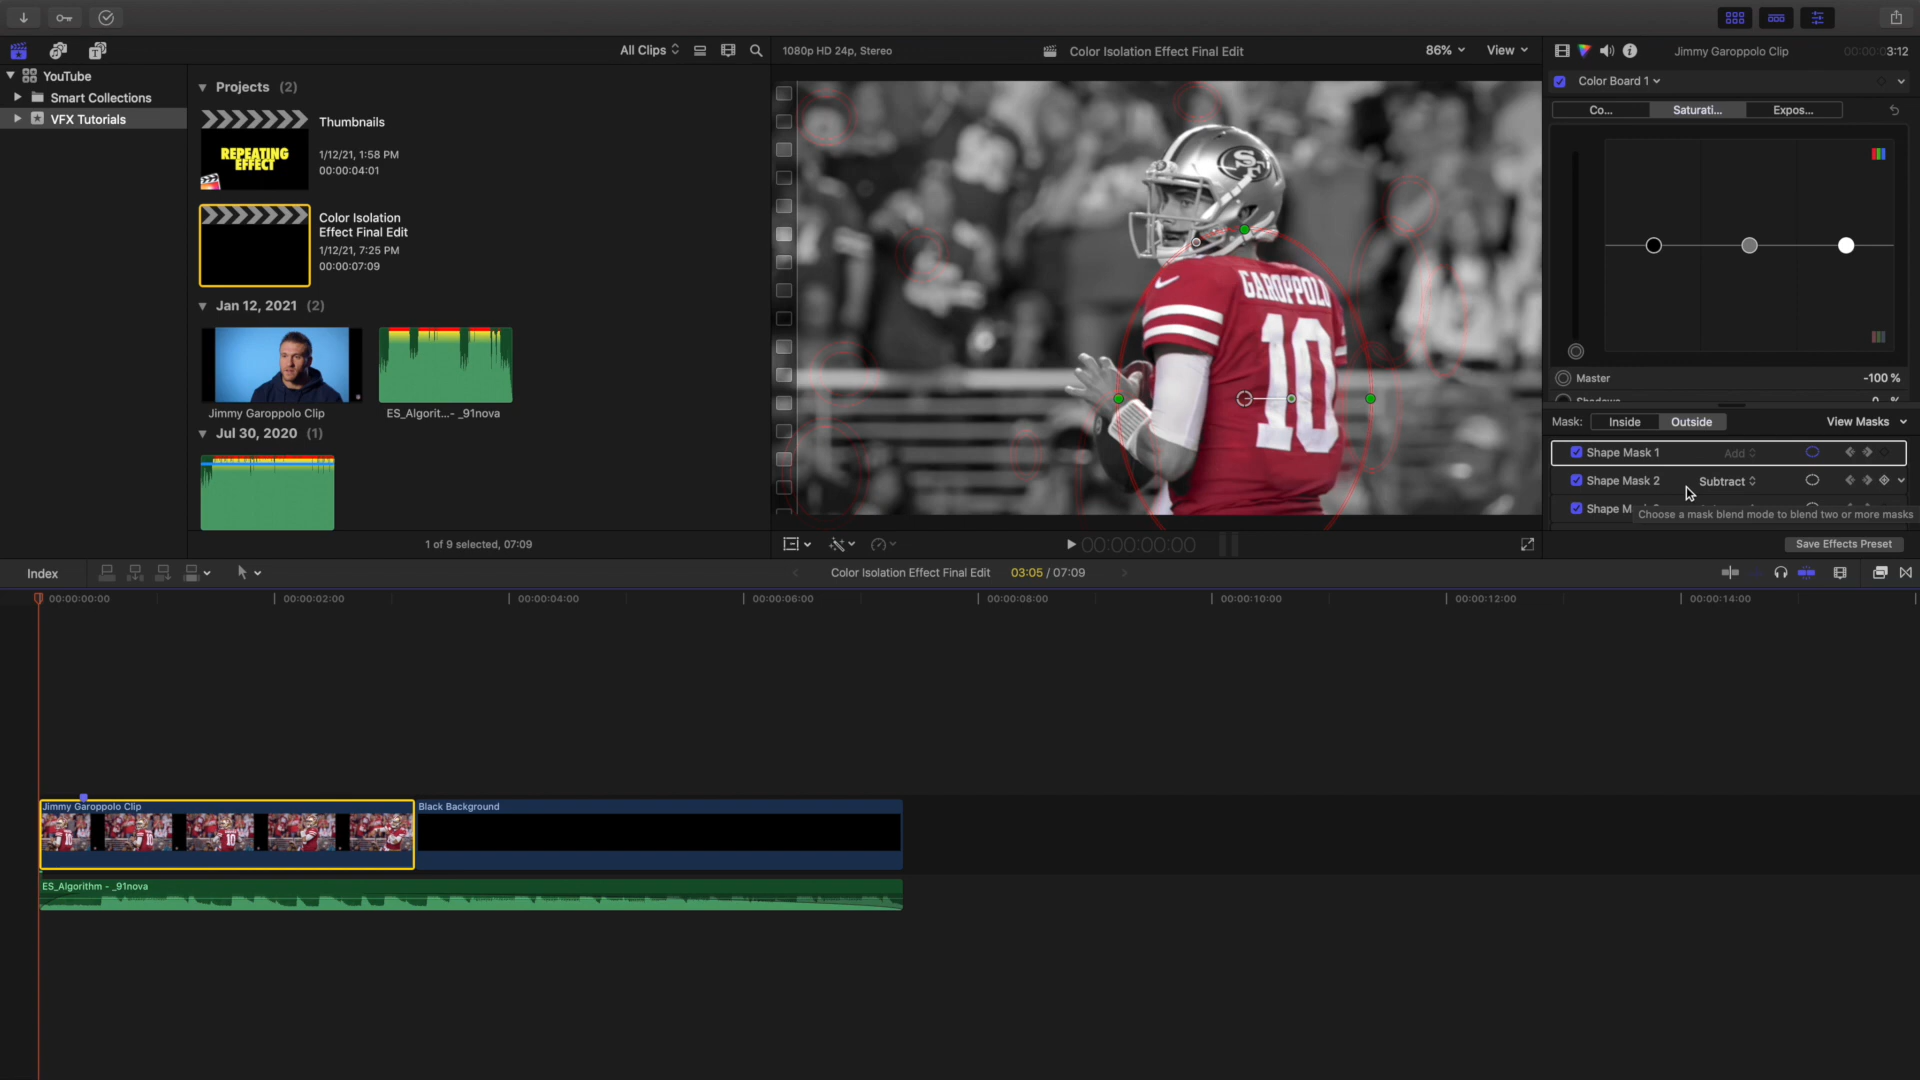 All Clips
1080p HD 24p, Stereo
Color Isolation Effect Final Edit
86%
View
Jimmy Garoppolo Clip
00:00:03:12
YouTube
Smart Collections
VFX Tutorials
Projects (2)
REPEATING
EFFECT
Thumbnails
1/12/21, 1:58 PM
00:00:04:01
Color Isolation
Effect Final Edit
1/12/21, 7:25 PM
00:00:07:09
Jan 12, 2021 (2)
Jimmy Garoppolo Clip
ES_Algorit...- _91nova
Jul 30, 2020 (1)
1 of 9 selected, 07:09
SF
GAROPPOLO
10
00:00:00:00
Color Board 1
Co...
Saturati...
Expos...
Master
-100 %
Shadows
0 %
Mask:
Inside
Outside
View Masks
Shape Mask 1
Add
Shape Mask 2
Subtract
Shape M
Choose a mask blend mode to blend two or more masks
Save Effects Preset
Index
Color Isolation Effect Final Edit
03:05 / 07:09
00:00:00:00
00:00:02:00
00:00:04:00
00:00:06:00
00:00:08:00
00:00:10:00
00:00:12:00
00:00:14:00
Jimmy Garoppolo Clip
Black Background
ES_Algorithm - _91nova